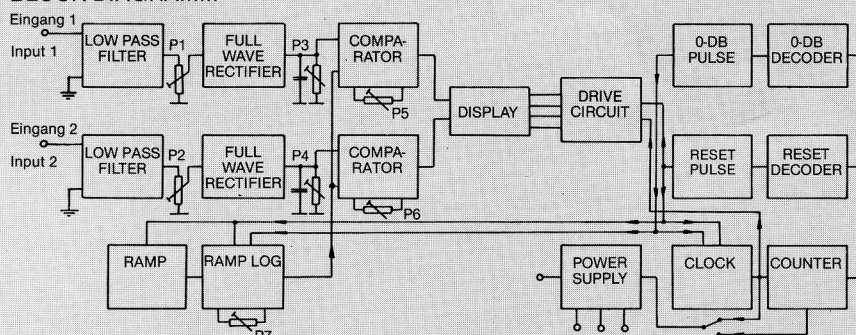 Eingang 1
Input 1
LOW PASS
FILTER
P1
FULL
WAVE
RECTIFIER
P3
COMPA-
RATOR
P5
0-DB
PULSE
0-DB
DECODER
DISPLAY
DRIVE
CIRCUIT
Eingang 2
Input 2
LOW PASS
FILTER
P2
FULL
WAVE
RECTIFIER
P4
COMPA-
RATOR
P6
RESET
PULSE
RESET
DECODER
RAMP
RAMP LOG
P7
POWER
SUPPLY
CLOCK
COUNTER